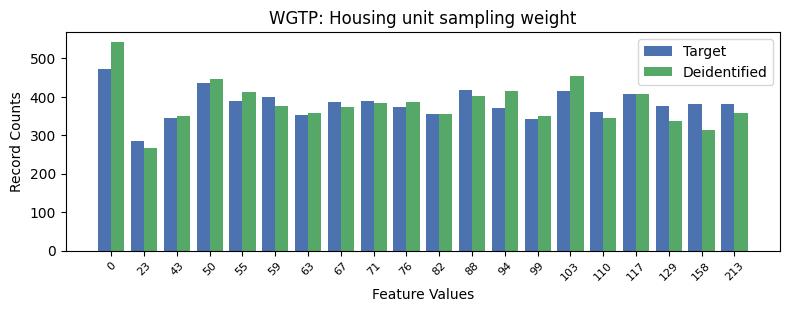 WGTP: Housing unit sampling weight
Target
Deidentified
Record Counts
500
400
300
200
100
0
0 23 43 50 55 59 63 67 71 76 82 88 94 99 103 110 117 129 158 213
Feature Values